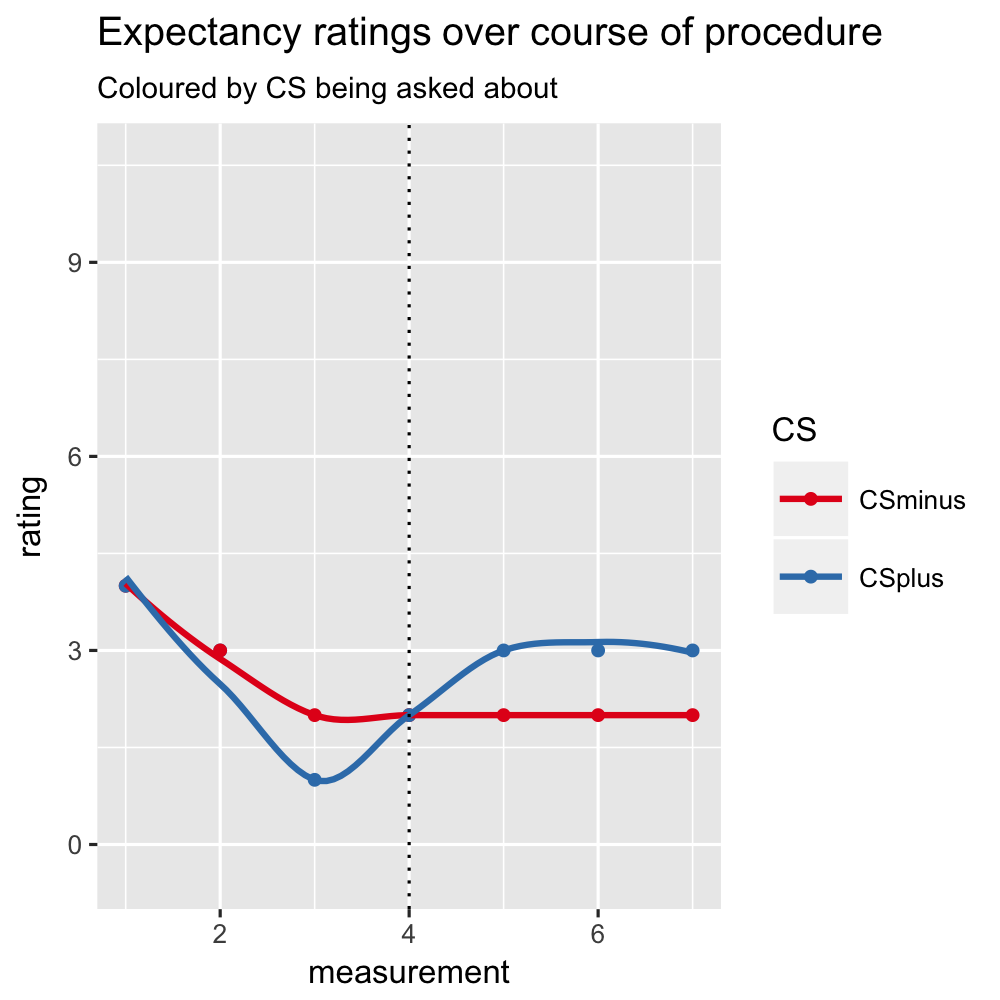 Expectancy ratings over course of procedure
Coloured by CS being asked about
9
6
3
0
rating
2
4
6
measurement
CS
CSminus
CSplus